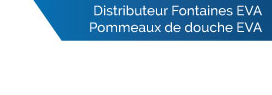 Distributeur Fontaines EVA
Pommeaux de douche EVA